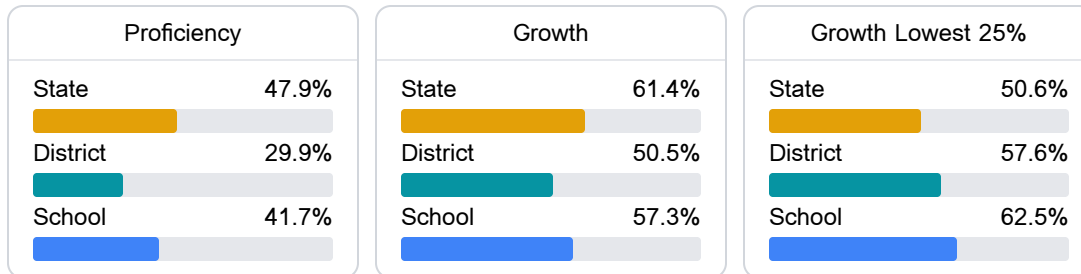 Proficiency
State 47.9%
District 29.9%
School 41.7%
Growth
State 61.4%
District 50.5%
School 57.3%
Growth Lowest 25%
State 50.6%
District 57.6%
School 62.5%